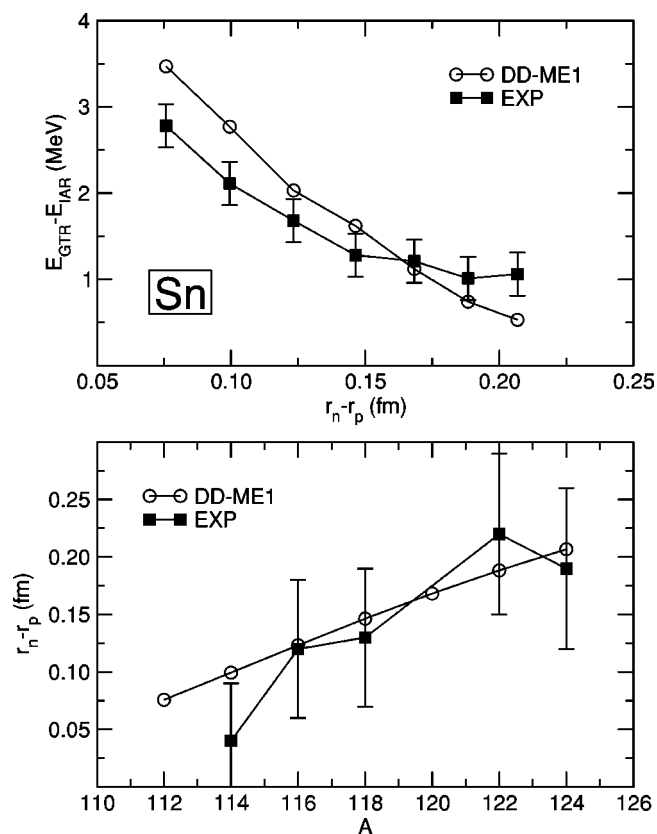 4
3
2
1
E_GTR-E_IAR (MeV)
DD-ME1
EXP
Sn
0.05 0.10 0.15 0.20 0.25
r_n-r_p (fm)
0.25
0.20
0.15
0.10
0.05
r_n-r_p (fm)
DD-ME1
EXP
110 112 114 116 118 120 122 124 126
A